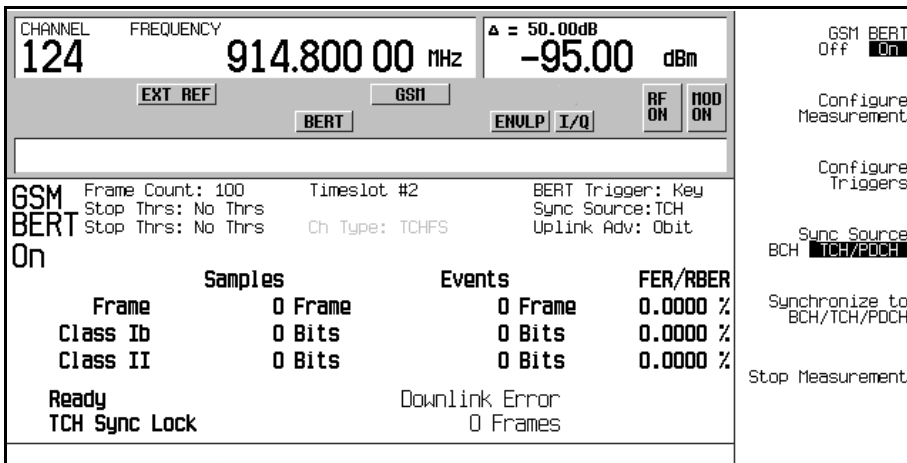 CHANNEL FREQUENCY Δ = 50.00dB
124 914.800 00 MHz -95.00 dBm
EXT REF GSM RF ON MOD ON
BERT ENVLP I/Q
GSM BERT On
Frame Count: 100 Timeslot #2 BERT Trigger: Key
Stop Thrs: No Thrs Sync Source:TCH
Stop Thrs: No Thrs Ch Type: TCHFS Uplink Adv: 0bit
Samples Events FER/RBER
Frame 0 Frame 0 Frame 0.0000 %
Class Ib 0 Bits 0 Bits 0.0000 %
Class II 0 Bits 0 Bits 0.0000 %
Ready Downlink Error
TCH Sync Lock 0 Frames
GSM BERT
Off On
Configure
Measurement
Configure
Triggers
Sync Source
BCH TCH/PDCH
Synchronize to
BCH/TCH/PDCH
Stop Measurement